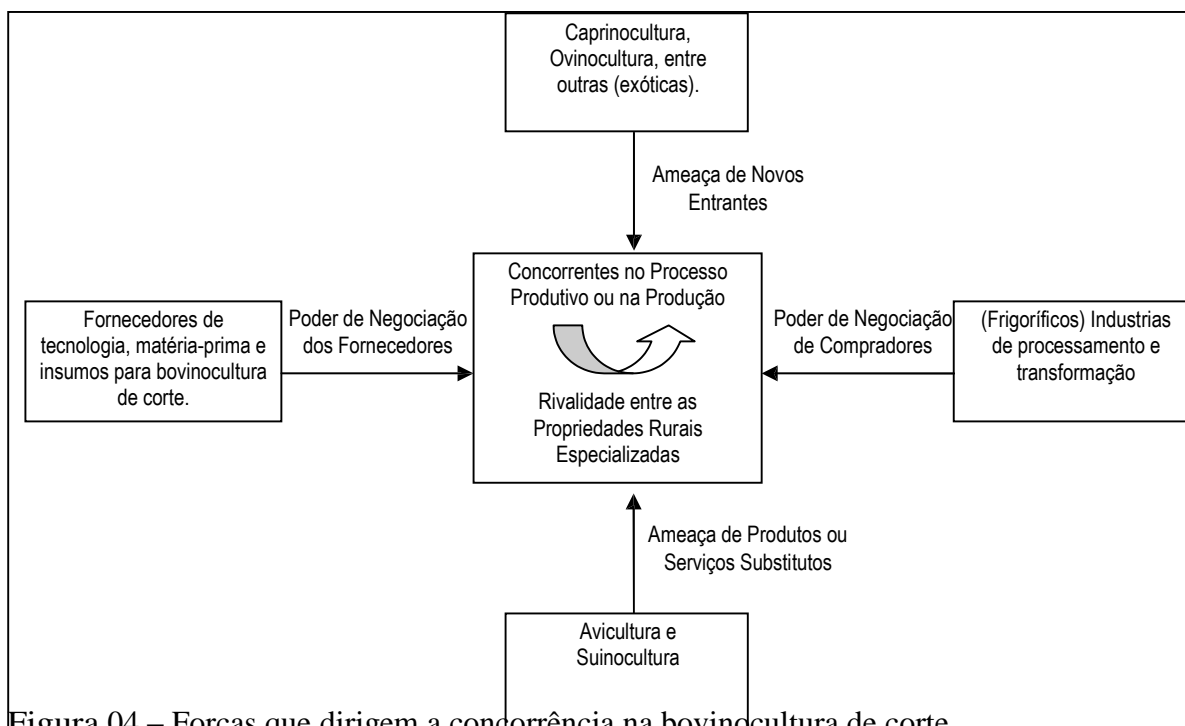 Caprinocultura,
Ovinocultura, entre
outras (exóticas).
Ameaça de Novos
Entrantes
Concorrentes no Processo
Produtivo ou na Produção
Fornecedores de
tecnologia, matéria-prima e
insumos para bovinocultura
de corte.
Poder de Negociação
dos Fornecedores
Poder de Negociação
de Compradores
(Frigoríficos) Industrias
de processamento e
transformação
Rivalidade entre as
Propriedades Rurais
Especializadas
Ameaça de Produtos ou
Serviços Substitutos
Avicultura e
Suinocultura
Figura 04 – Forças que dirigem a concorrência na bovinocultura de corte